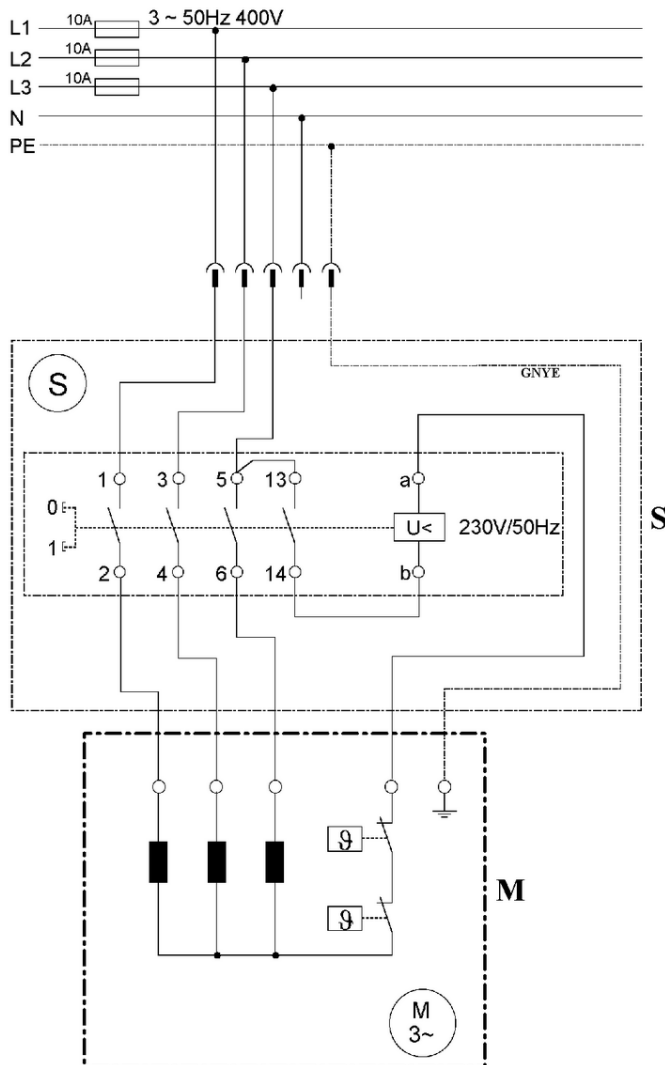 L1 10A 3 ~ 50Hz 400V
L2 10A
L3 10A
N
PE
S
GNYE
1 3 5 13 a
0
1
U< 230V/50Hz
S
2 4 6 14 b
ϑ
M
ϑ
M
3~